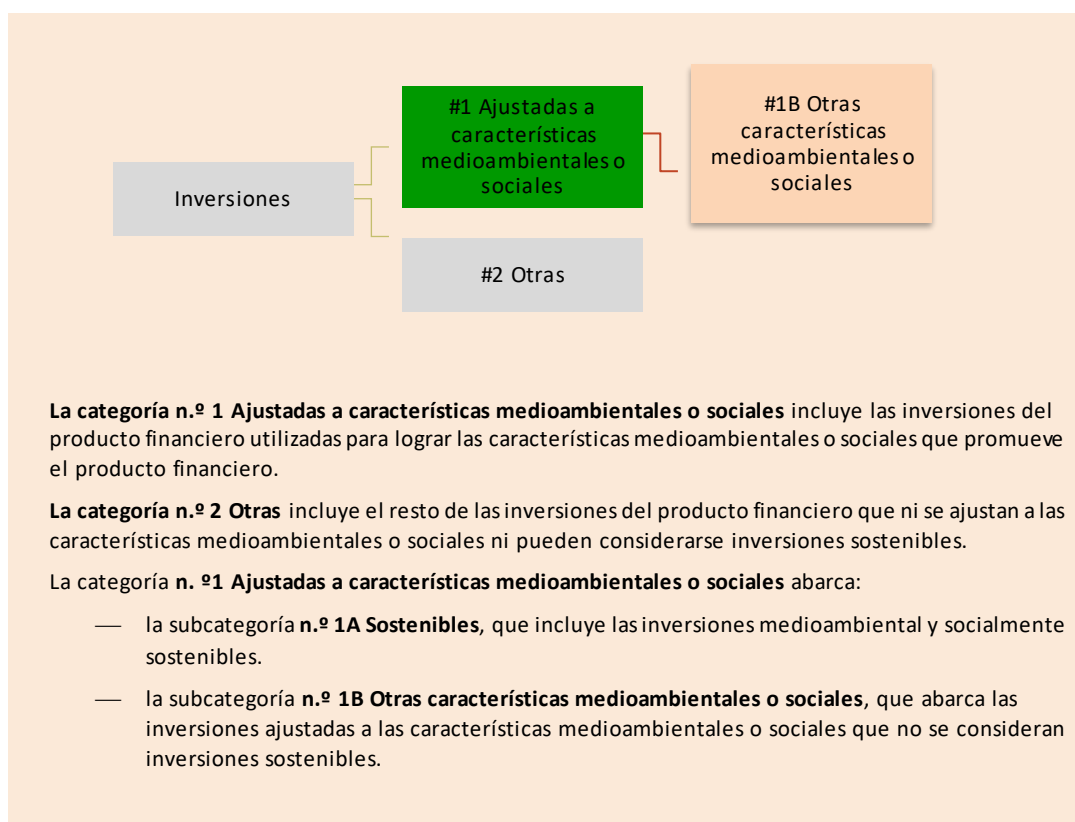 #1 Ajustadas a
características
medioambientales o
sociales
#1B Otras
características
medioambientales o
sociales
Inversiones
#2 Otras
La categoría n.º 1 Ajustadas a características medioambientales o sociales incluye las inversiones del
producto financiero utilizadas para lograr las características medioambientales o sociales que promueve
el producto financiero.
La categoría n.º 2 Otras incluye el resto de las inversiones del producto financiero que ni se ajustan a las
características medioambientales o sociales ni pueden considerarse inversiones sostenibles.
La categoría n. º1 Ajustadas a características medioambientales o sociales abarca:
— la subcategoría n.º 1A Sostenibles, que incluye las inversiones medioambiental y socialmente
sostenibles.
— la subcategoría n.º 1B Otras características medioambientales o sociales, que abarca las
inversiones ajustadas a las características medioambientales o sociales que no se consideran
inversiones sostenibles.